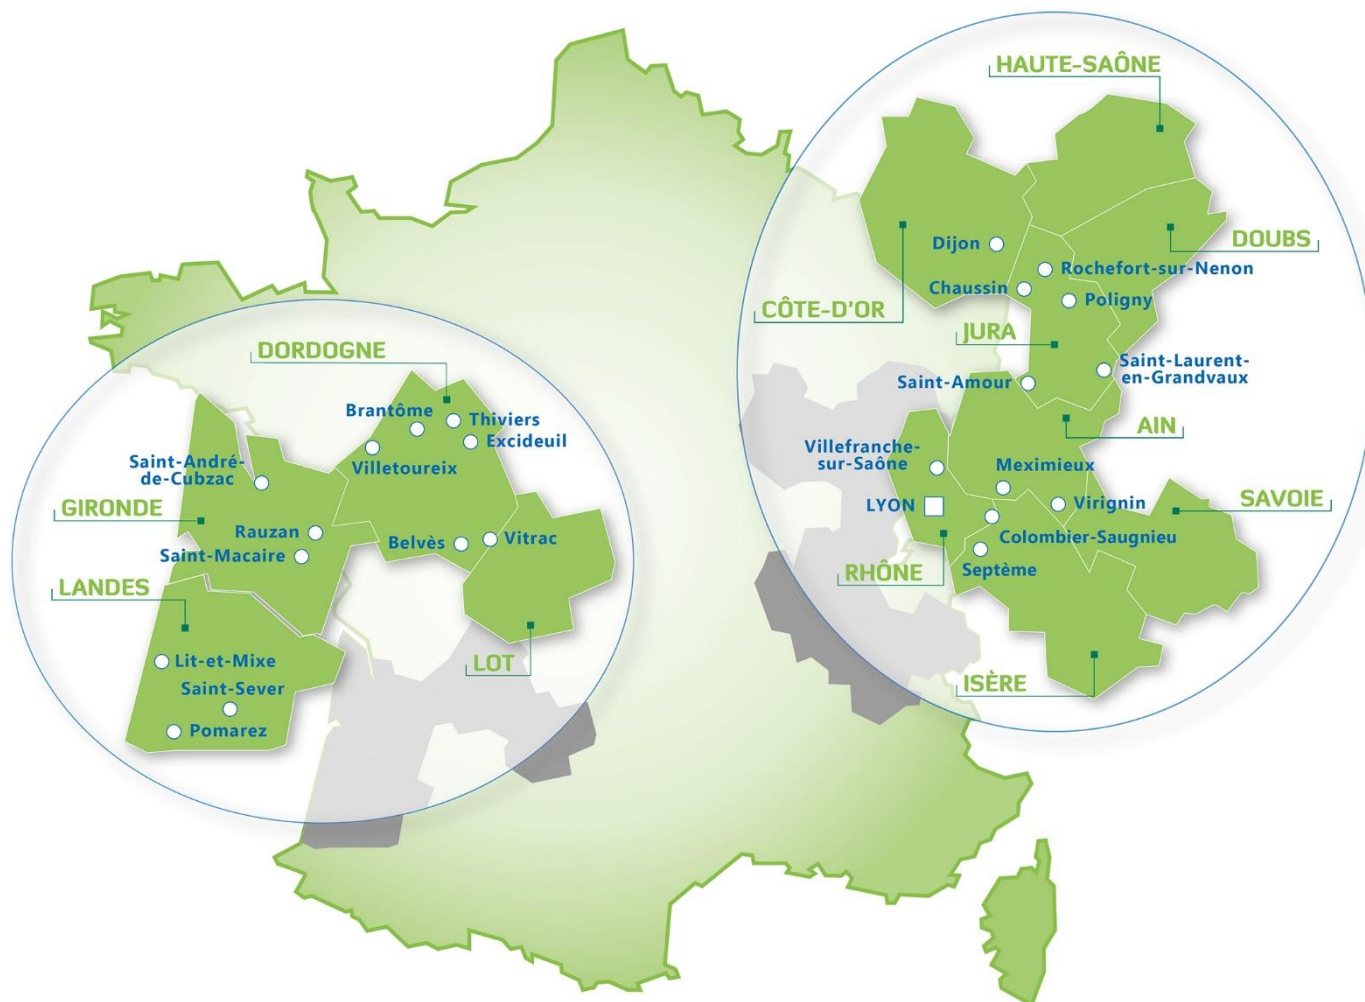 HAUTE-SAÔNE
DOUBS
Dijon
Rochefort-sur-Nenon
Chaussin
Poligny
CÔTE-D'OR
JURA
Saint-Laurent-
en-Grandvaux
Saint-Amour
AIN
Villefranche-
sur-Saône
Meximieux
LYON
Virignin
SAVOIE
Colombier-Saugnieu
Septème
RHÔNE
ISÈRE
DORDOGNE
Brantôme
Thiviers
Excideuil
Villetoureix
Saint-André-
de-Cubzac
GIRONDE
Rauzan
Saint-Macaire
Belvès
Vitrac
LANDES
LOT
Lit-et-Mixe
Saint-Sever
Pomarez